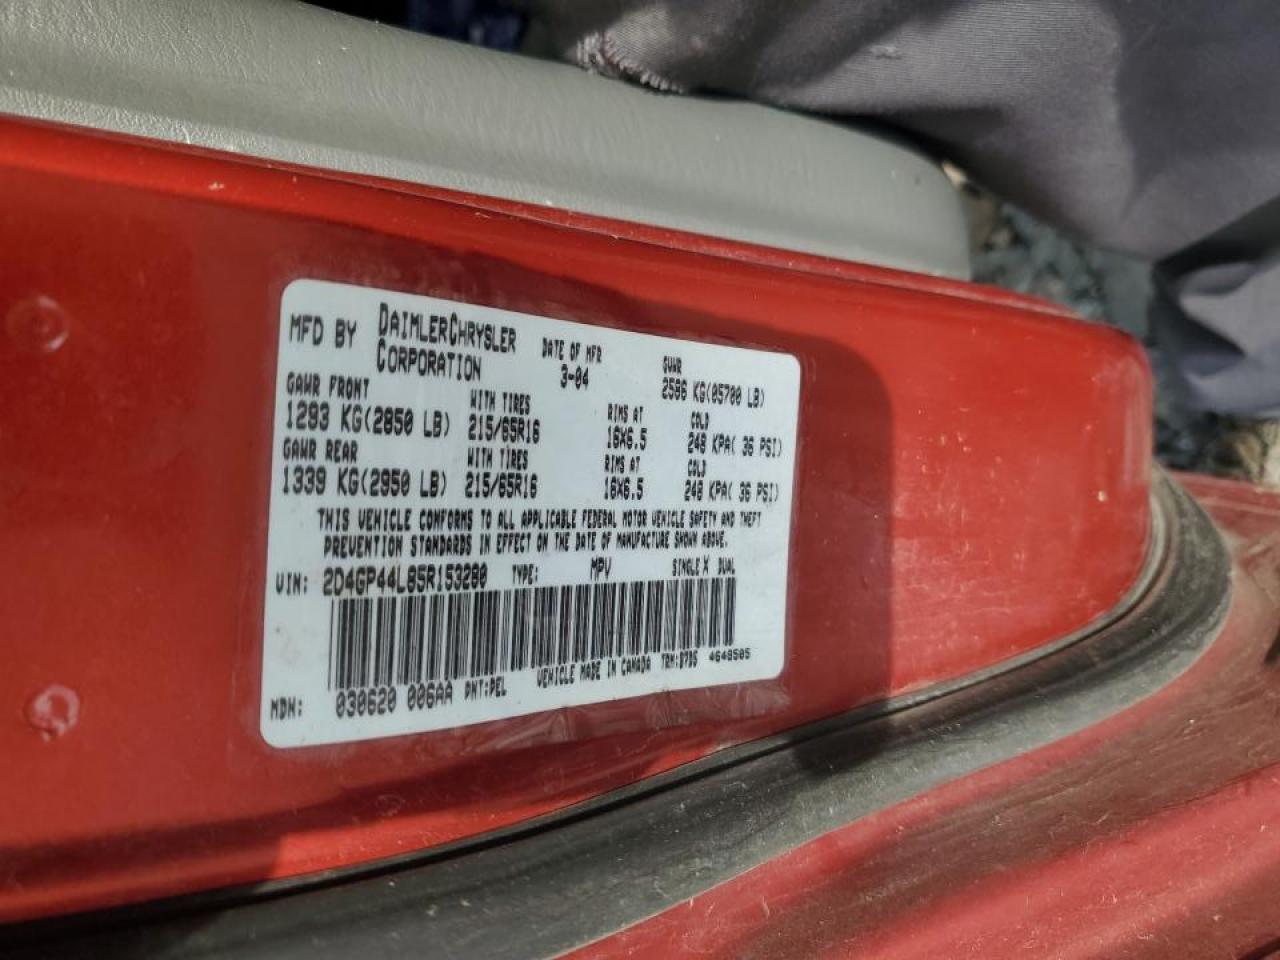 MFD BY DAIMLERCHRYSLER CORPORATION DATE OF MFR 3-04 GVWR 2586 KG(05700 LB)
GAWR FRONT WITH TIRES RIMS AT COLD
1293 KG(2850 LB) 215/65R16 16X6.5 248 KPA( 36 PSI)
GAWR REAR WITH TIRES RIMS AT COLD
1339 KG(2950 LB) 215/65R16 16X6.5 248 KPA( 36 PSI)
THIS VEHICLE CONFORMS TO ALL APPLICABLE FEDERAL MOTOR VEHICLE SAFETY AND THEFT
PREVENTION STANDARDS IN EFFECT ON THE DATE OF MANUFACTURE SHOWN ABOVE.
VIN: 2D4GP44L85R153280 TYPE: MPV SINGLE X DUAL
MDH: 030620 006AA PNT:PEL VEHICLE MADE IN CANADA TRM:D7D5 4648505